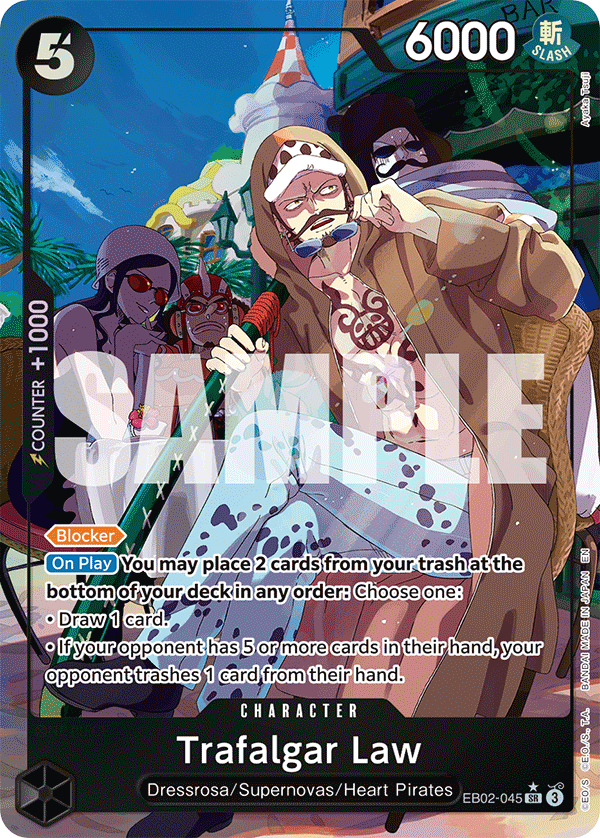 BAR
5
6000
斬
SLASH
Ayaka Tsuji
COUNTER +1000
SAMPLE
Blocker
On Play You may place 2 cards from your trash at the
bottom of your deck in any order: Choose one:
• Draw 1 card.
• If your opponent has 5 or more cards in their hand, your
opponent trashes 1 card from their hand.
CHARACTER
Trafalgar Law
Dressrosa/Supernovas/Heart Pirates
EB02-045 ★ SR 3
©E.O/S ©E.O./S., T.A. BANDAI MADE IN JAPAN EN